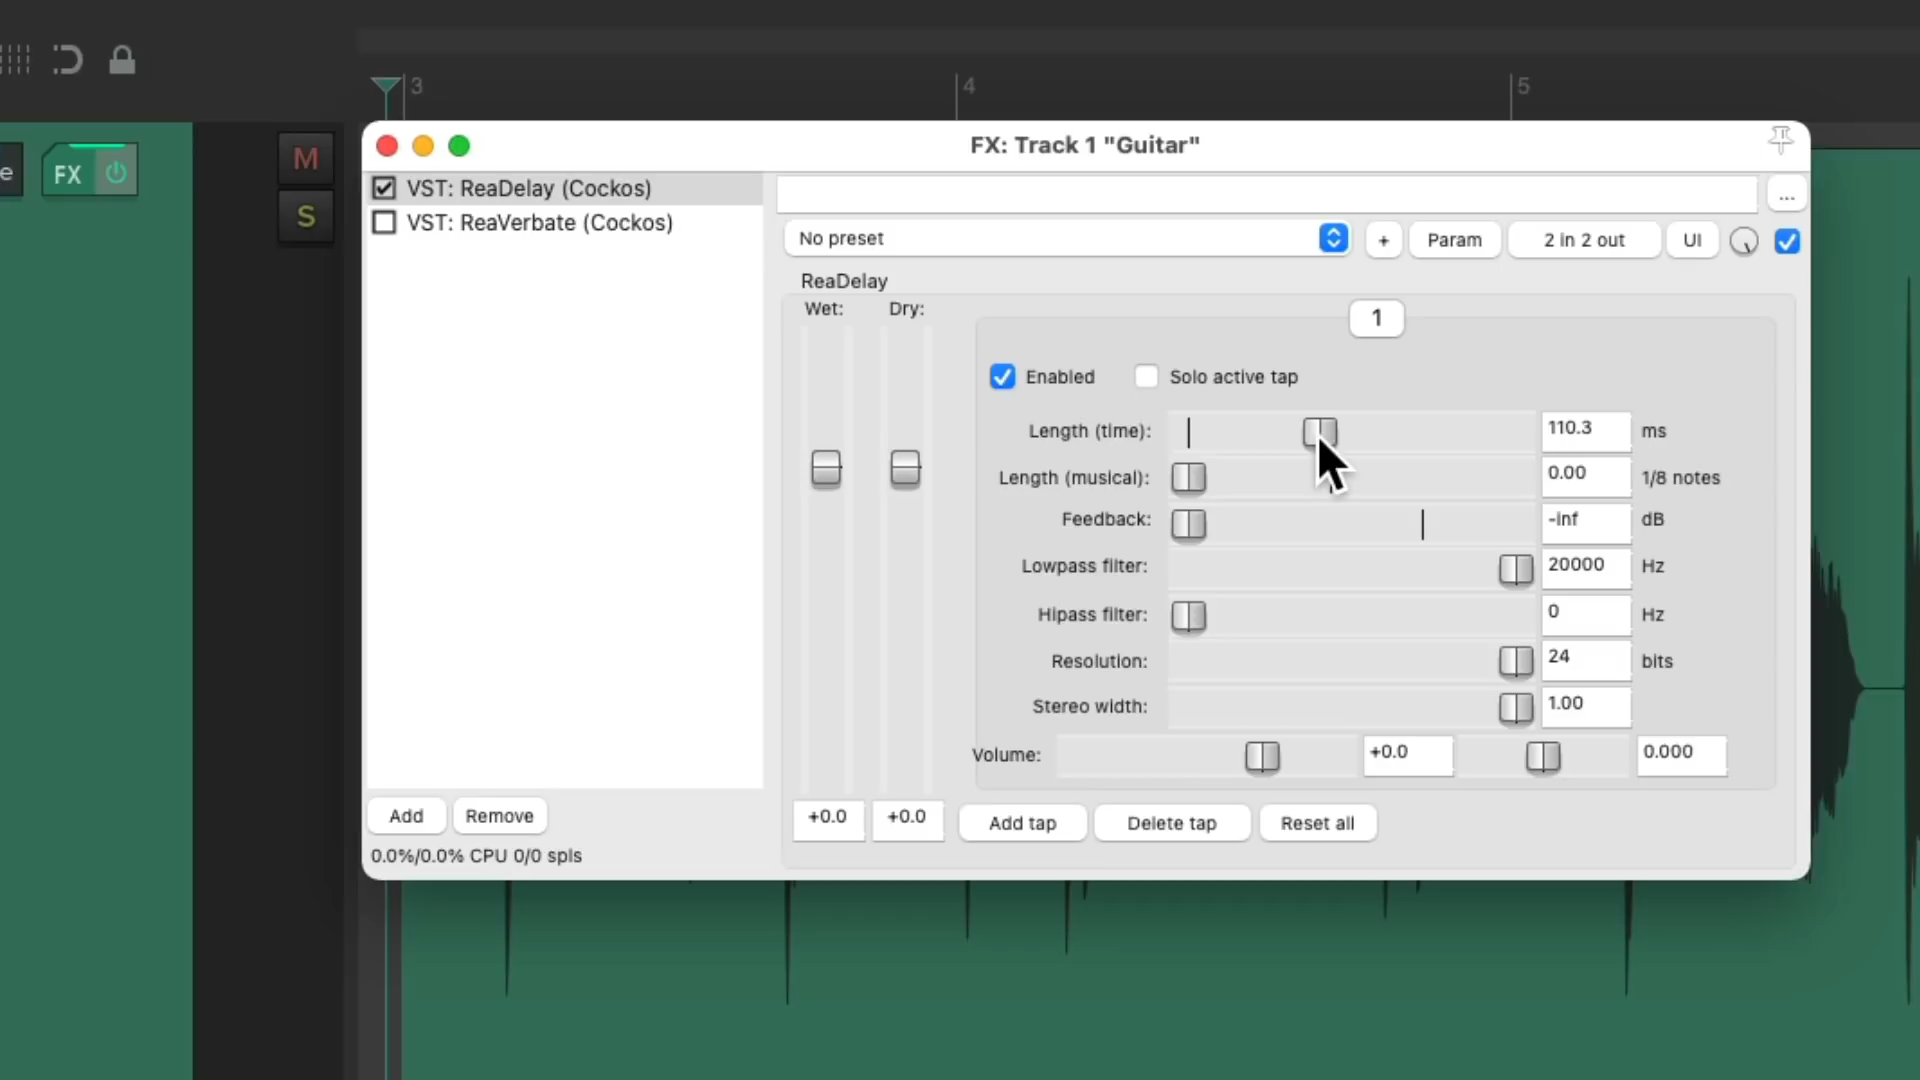 3 4 5
FX: Track 1 "Guitar"
e FX M
S
VST: ReaDelay (Cockos)
VST: ReaVerbate (Cockos)
...
No preset + Param 2 in 2 out UI
ReaDelay
Wet: Dry:
1
Enabled Solo active tap
Length (time): 110.3 ms
Length (musical): 0.00 1/8 notes
Feedback: -inf dB
Lowpass filter: 20000 Hz
Hipass filter: 0 Hz
Resolution: 24 bits
Stereo width: 1.00
Volume: +0.0 0.000
Add Remove
+0.0 +0.0 Add tap Delete tap Reset all
0.0%/0.0% CPU 0/0 spls